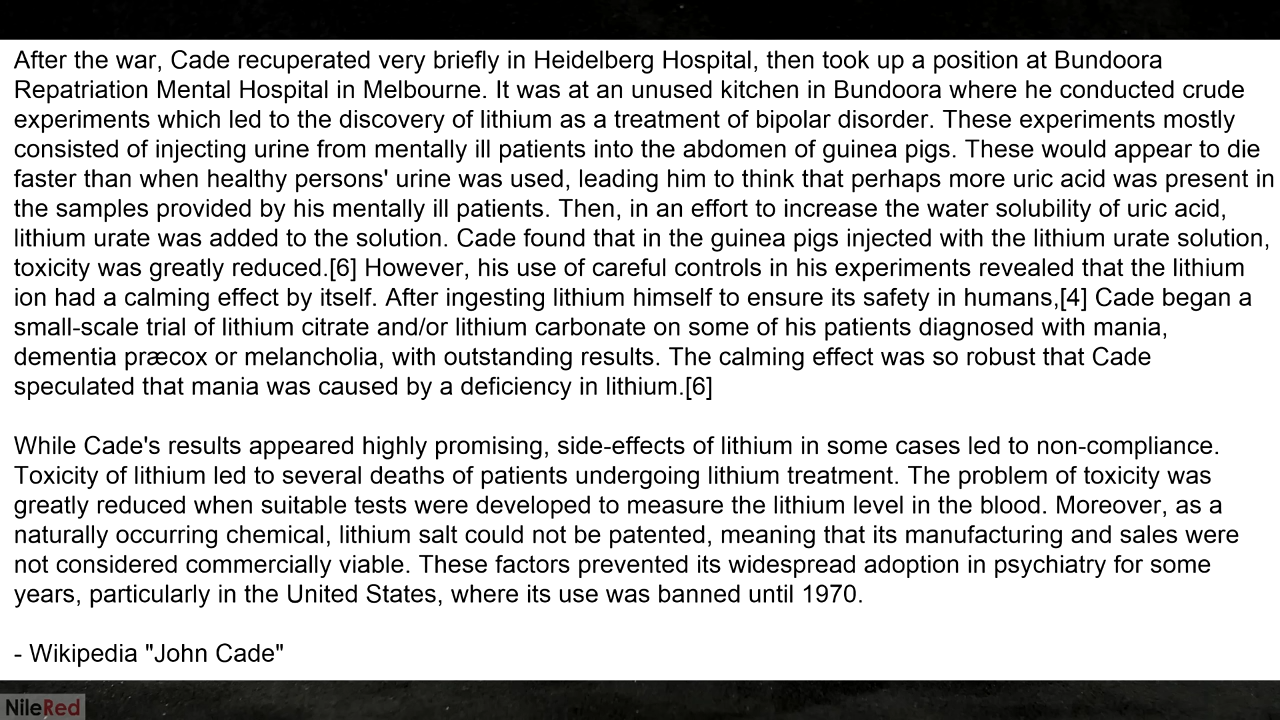 After the war, Cade recuperated very briefly in Heidelberg Hospital, then took up a position at Bundoora
Repatriation Mental Hospital in Melbourne. It was at an unused kitchen in Bundoora where he conducted crude
experiments which led to the discovery of lithium as a treatment of bipolar disorder. These experiments mostly
consisted of injecting urine from mentally ill patients into the abdomen of guinea pigs. These would appear to die
faster than when healthy persons' urine was used, leading him to think that perhaps more uric acid was present in
the samples provided by his mentally ill patients. Then, in an effort to increase the water solubility of uric acid,
lithium urate was added to the solution. Cade found that in the guinea pigs injected with the lithium urate solution,
toxicity was greatly reduced.[6] However, his use of careful controls in his experiments revealed that the lithium
ion had a calming effect by itself. After ingesting lithium himself to ensure its safety in humans,[4] Cade began a
small-scale trial of lithium citrate and/or lithium carbonate on some of his patients diagnosed with mania,
dementia præcox or melancholia, with outstanding results. The calming effect was so robust that Cade
speculated that mania was caused by a deficiency in lithium.[6]
While Cade's results appeared highly promising, side-effects of lithium in some cases led to non-compliance.
Toxicity of lithium led to several deaths of patients undergoing lithium treatment. The problem of toxicity was
greatly reduced when suitable tests were developed to measure the lithium level in the blood. Moreover, as a
naturally occurring chemical, lithium salt could not be patented, meaning that its manufacturing and sales were
not considered commercially viable. These factors prevented its widespread adoption in psychiatry for some
years, particularly in the United States, where its use was banned until 1970.
- Wikipedia "John Cade"
NileRed